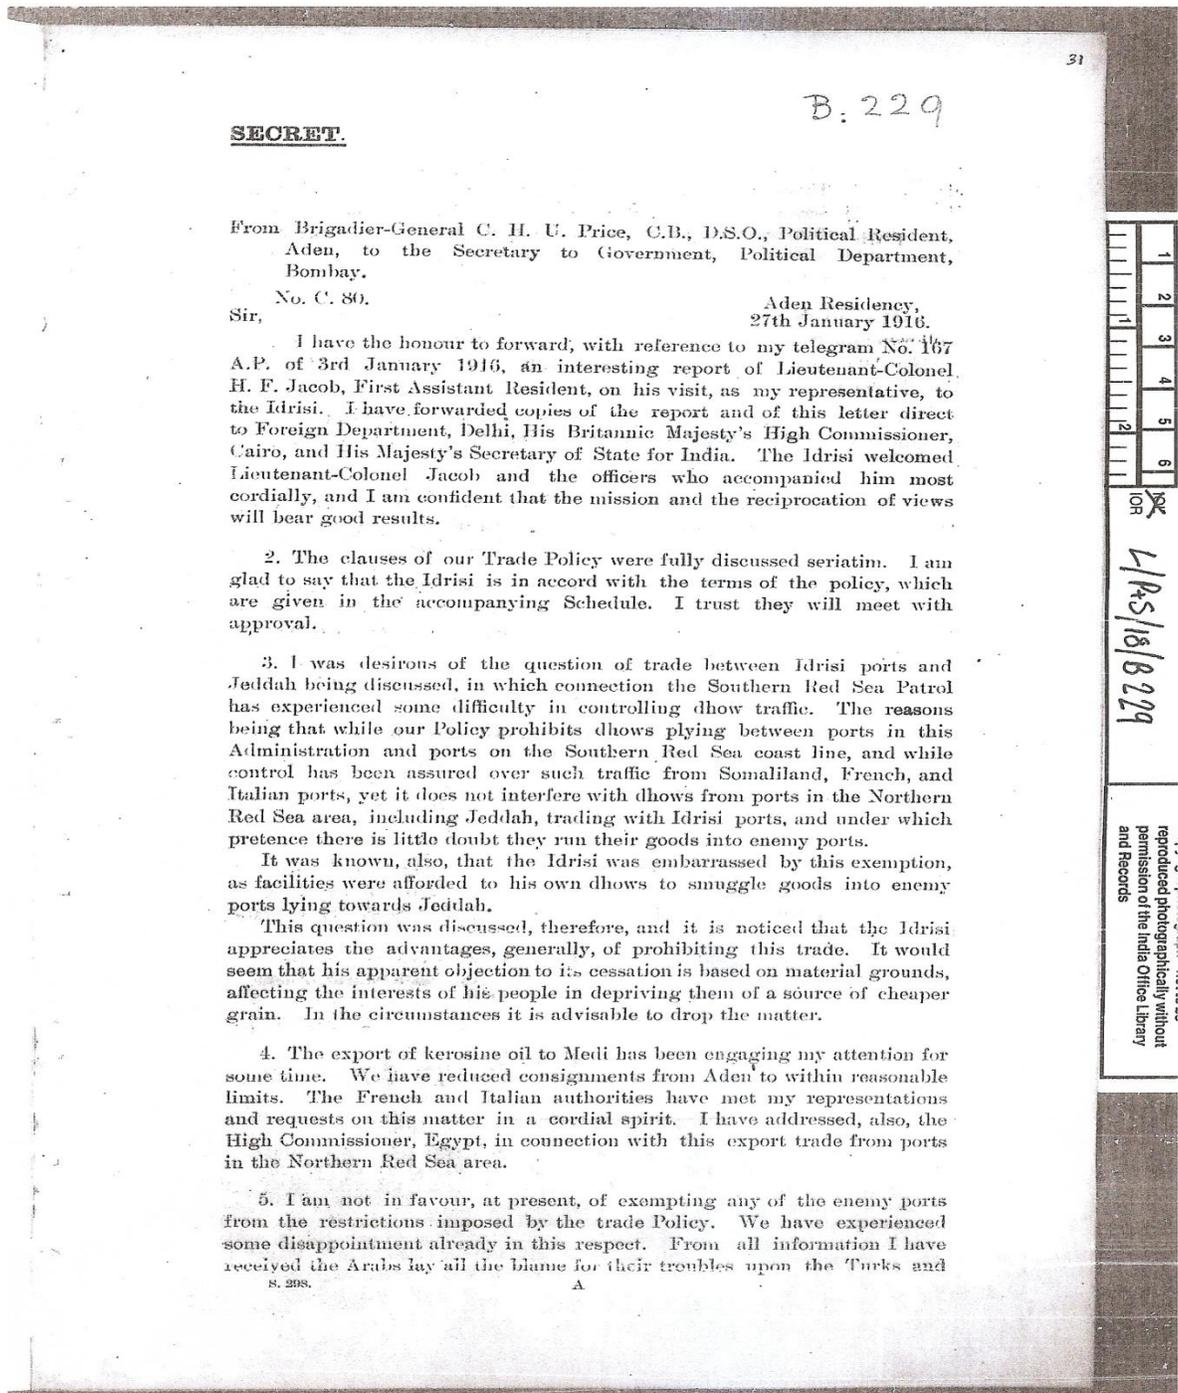 31
B. 229
SECRET.
From Brigadier-General C. H. U. Price, C.B., D.S.O., Political Resident,
Aden, to the Secretary to Government, Political Department,
Bombay.
No. C. 80.
Aden Residency,
Sir,
27th January 1916.
I have the honour to forward, with reference to my telegram No. 167
A.P. of 3rd January 1916, an interesting report of Lieutenant-Colonel
H. F. Jacob, First Assistant Resident, on his visit, as my representative, to
the Idrisi. I have forwarded copies of the report and of this letter direct
to Foreign Department, Delhi, His Britannic Majesty's High Commissioner,
Cairo, and His Majesty's Secretary of State for India. The Idrisi welcomed
Lieutenant-Colonel Jacob and the officers who accompanied him most
cordially, and I am confident that the mission and the reciprocation of views
will bear good results.
2. The clauses of our Trade Policy were fully discussed seriatim. I am
glad to say that the Idrisi is in accord with the terms of the policy, which
are given in the accompanying Schedule. I trust they will meet with
approval.
3. I was desirous of the question of trade between Idrisi ports and
Jeddah being discussed, in which connection the Southern Red Sea Patrol
has experienced some difficulty in controlling dhow traffic. The reasons
being that while our Policy prohibits dhows plying between ports in this
Administration and ports on the Southern Red Sea coast line, and while
control has been assured over such traffic from Somaliland, French, and
Italian ports, yet it does not interfere with dhows from ports in the Northern
Red Sea area, including Jeddah, trading with Idrisi ports, and under which
pretence there is little doubt they run their goods into enemy ports.
It was known, also, that the Idrisi was embarrassed by this exemption,
as facilities were afforded to his own dhows to smuggle goods into enemy
ports lying towards Jeddah.
This question was discussed, therefore, and it is noticed that the Idrisi
appreciates the advantages, generally, of prohibiting this trade. It would
seem that his apparent objection to its cessation is based on material grounds,
affecting the interests of his people in depriving them of a source of cheaper
grain. In the circumstances it is advisable to drop the matter.
4. The export of kerosine oil to Medi has been engaging my attention for
some time. We have reduced consignments from Aden to within reasonable
limits. The French and Italian authorities have met my representations
and requests on this matter in a cordial spirit. I have addressed, also, the
High Commissioner, Egypt, in connection with this export trade from ports
in the Northern Red Sea area.
5. I am not in favour, at present, of exempting any of the enemy ports
from the restrictions imposed by the trade Policy. We have experienced
some disappointment already in this respect. From all information I have
received the Arabs lay all the blame for their troubles upon the Turks and
S. 298.
A
1
2
3
4
5
6
1
2
IOR
L/P+S/18/B229
reproduced photographically without
permission of the India Office Library
and Records